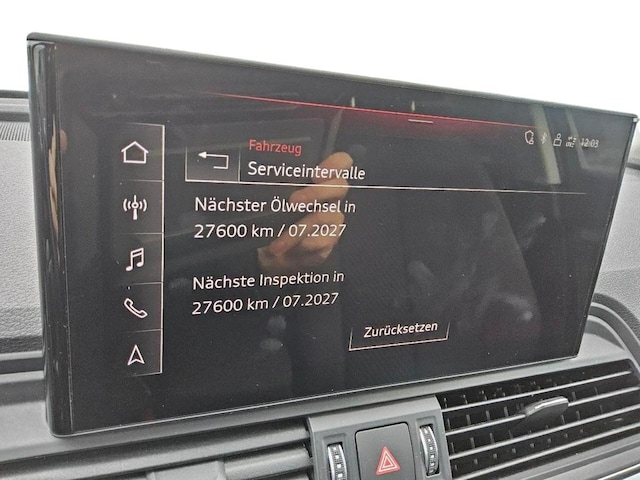 Fahrzeug
Serviceintervalle
12:03
Nächster Ölwechsel in
27600 km / 07.2027
Nächste Inspektion in
27600 km / 07.2027
Zurücksetzen